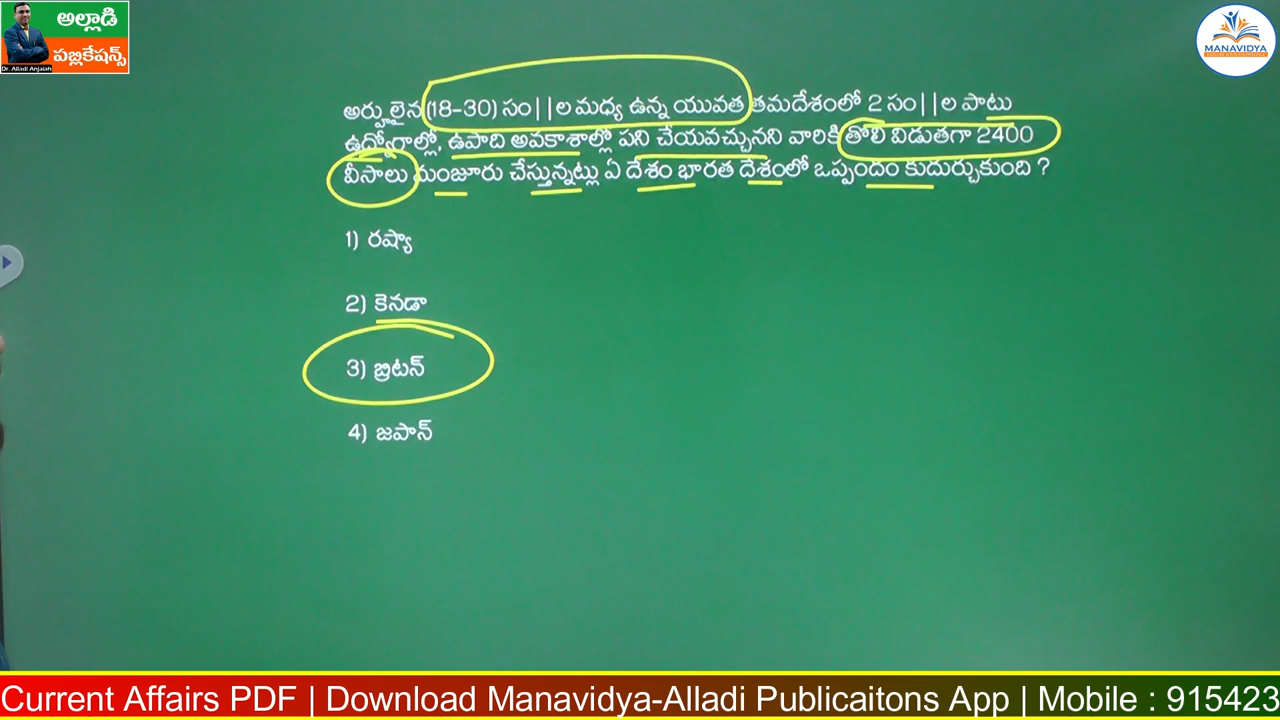 అల్లాడి
పబ్లికేషన్స్
Dr. Alladi Anjaiah
MANAVIDYA
అర్హులైన (18-30) సం||ల మధ్య ఉన్న యువత తమదేశంలో 2 సం||ల పాటు
ఉద్యోగాల్లో, ఉపాది అవకాశాల్లో పని చేయవచ్చునని వారికి తొలి విడుతగా 2400
వీసాలు మంజూరు చేస్తున్నట్లు ఏ దేశం భారత దేశంలో ఒప్పందం కుదుర్చుకుంది ?
1) రష్యా
2) కెనడా
3) బ్రిటన్
4) జపాన్
Current Affairs PDF | Download Manavidya-Alladi Publicaitons App | Mobile : 915423